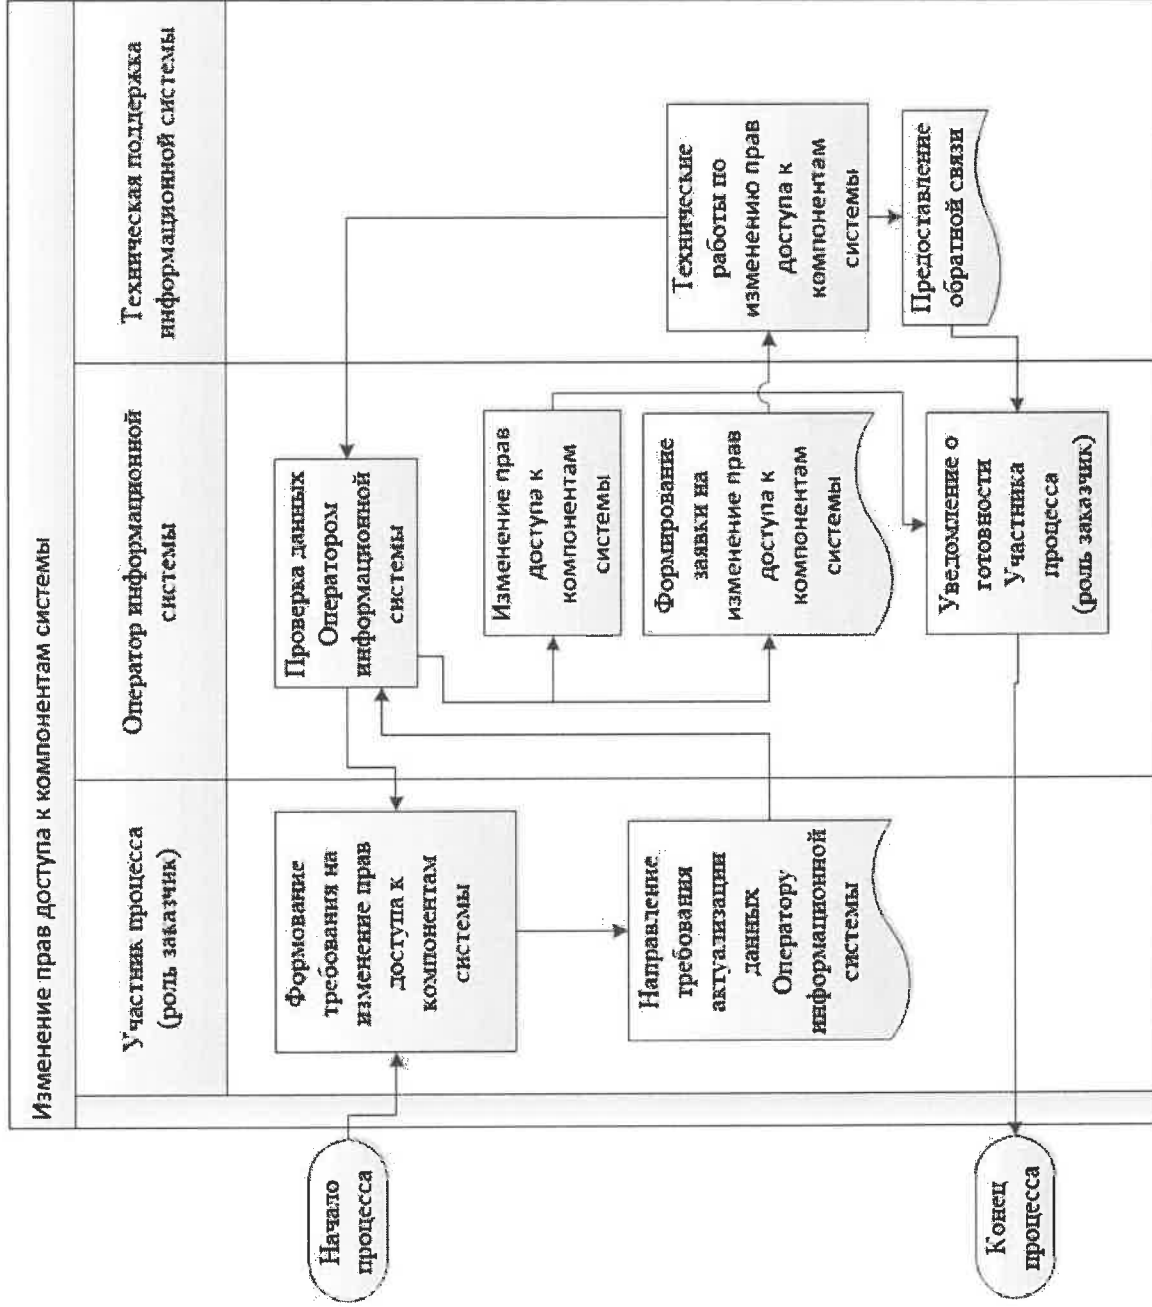 Изменение прав доступа к компонентам системы
Участник процесса
(роль заказчик)
Оператор информационной
системы
Техническая поддержка
информационной системы
Начало
процесса
Формование
требования на
изменение прав
доступа к
компонентам
системы
Направление
требования
актуализации
данных
Оператору
информационной
системы
Проверка данных
Оператором
информационной
системы
Изменение прав
доступа к
компонентам
системы
Формирование
заявки на
изменение прав
доступа к
компонентам
системы
Технические
работы по
изменению прав
доступа к
компонентам
системы
Предоставление
обратной связи
Уведомление о
готовности
Участника
процесса
(роль заказчик)
Конец
процесса